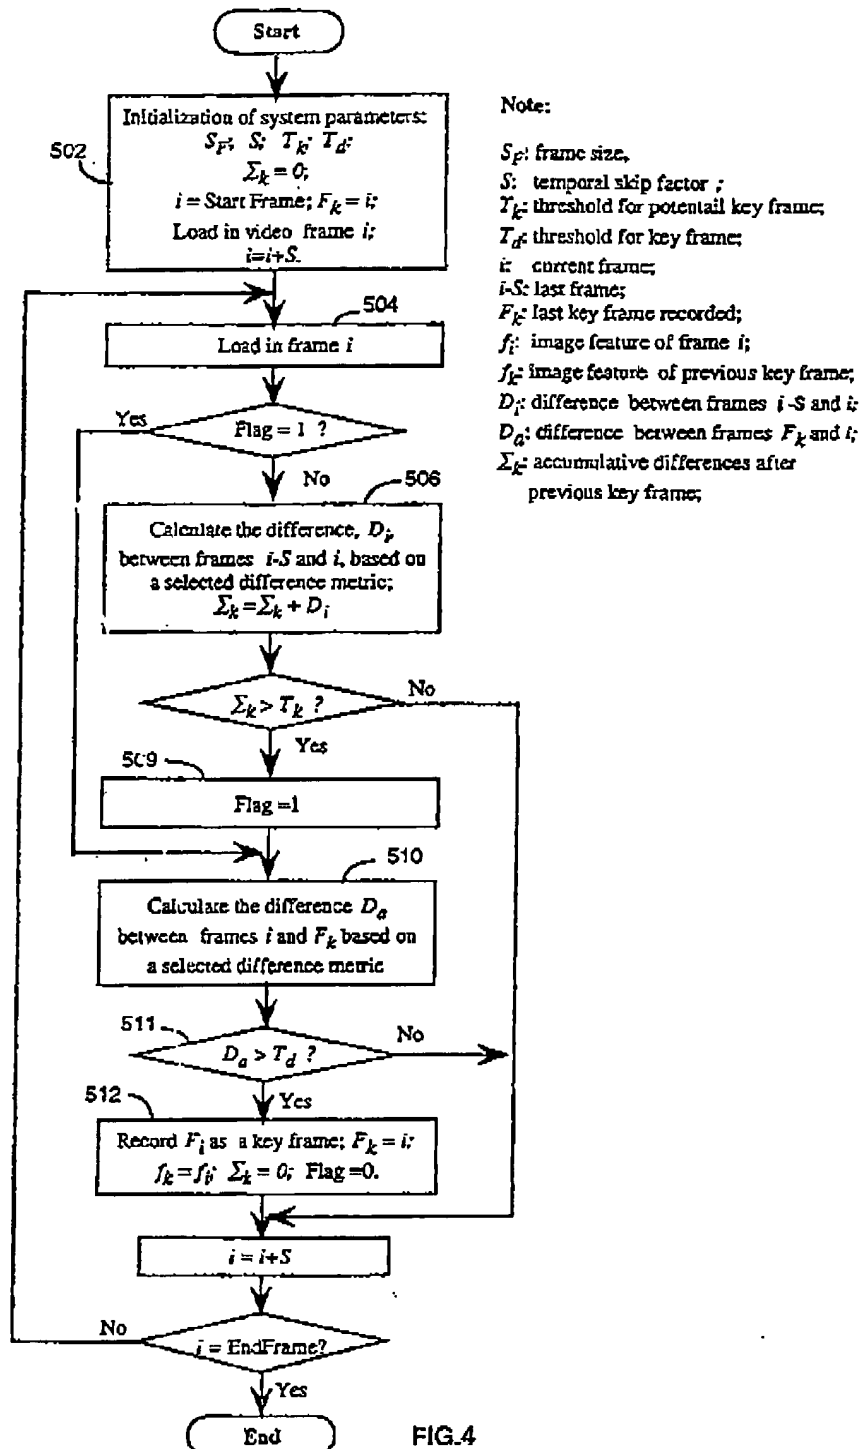 Start
502
Initialization of system parameters:
S_F; S; T_k; T_d;
Σ_k = 0;
i = Start Frame; F_k = i;
Load in video frame i;
i=i+S.
Note:
S_F: frame size,
S: temporal skip factor ;
T_k: threshold for potentail key frame;
T_d: threshold for key frame;
i: current frame;
i-S: last frame;
F_k: last key frame recorded;
f_i: image feature of frame i;
f_k: image feature of previous key frame;
D_i: difference between frames i-S and i;
D_a: difference between frames F_k and i;
Σ_k: accumulative differences after
previous key frame;
504
Load in frame i
Yes
Flag = 1 ?
No
506
Calculate the difference, D_i,
between frames i-S and i, based on
a selected difference metric;
Σ_k = Σ_k + D_i
Σ_k > T_k ?
No
Yes
509
Flag =1
510
Calculate the difference D_a
between frames i and F_k based on
a selected difference metric
511
D_a > T_d ?
No
Yes
512
Record F_i as a key frame; F_k = i;
f_k = f_i; Σ_k = 0; Flag =0.
i = i+S
No
i = EndFrame?
Yes
End
FIG.4